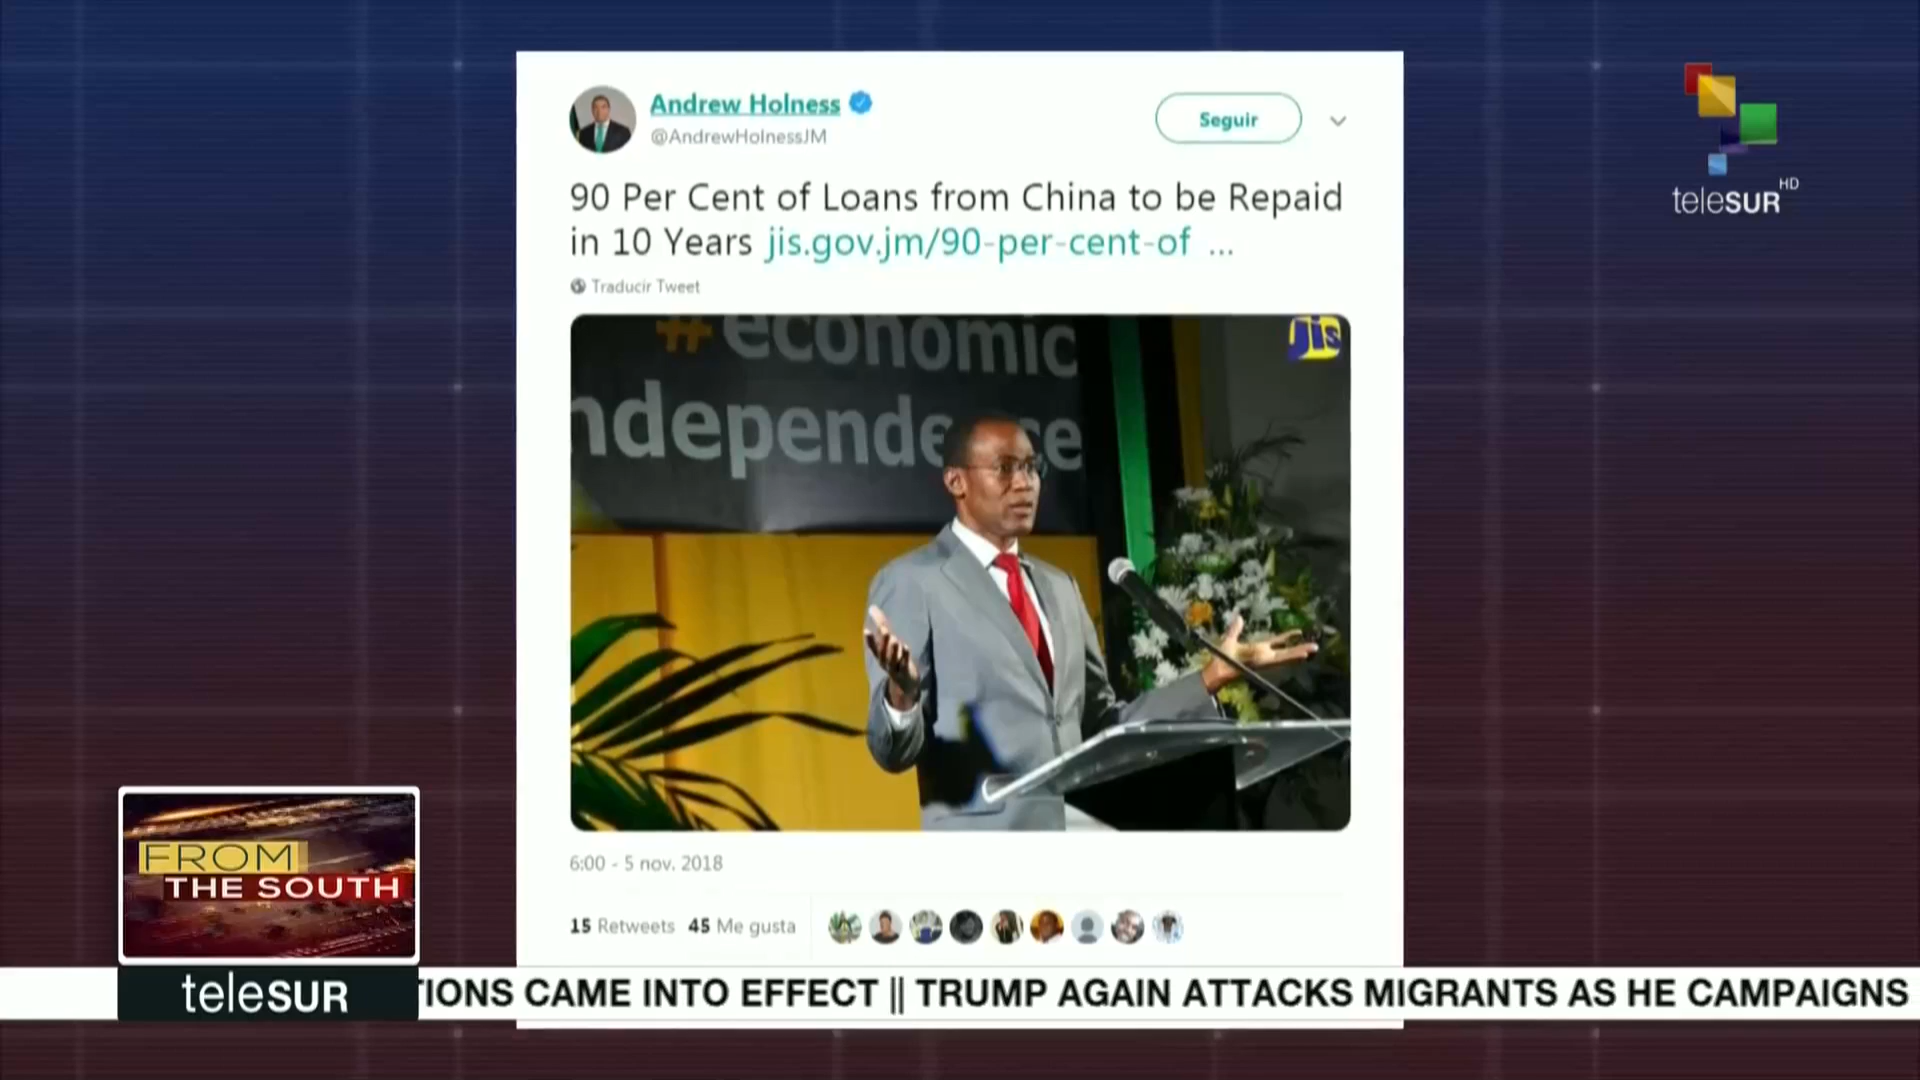 Andrew Holness
@AndrewHolnessJM
Seguir
90 Per Cent of Loans from China to be Repaid
in 10 Years jis.gov.jm/90-per-cent-of ...
Traducir Tweet
#economic
ndepende ce
jis
6:00 - 5 nov. 2018
15 Retweets 45 Me gusta
teleSUR HD
FROM
THE SOUTH
teleSUR
TIONS CAME INTO EFFECT || TRUMP AGAIN ATTACKS MIGRANTS AS HE CAMPAIGNS